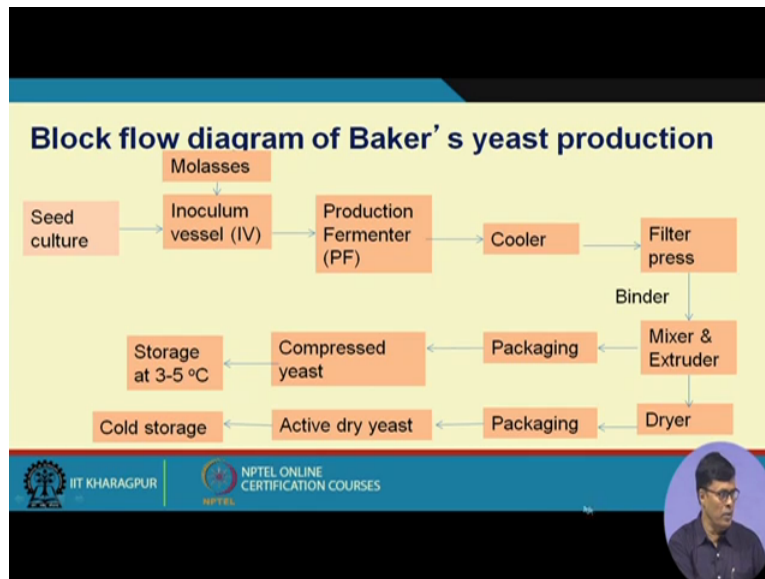 Block flow diagram of Baker's yeast production
Molasses
Seed
culture
Inoculum
vessel (IV)
Production
Fermenter
(PF)
Cooler
Filter
press
Binder
Mixer &
Extruder
Packaging
Compressed
yeast
Storage
at 3-5 ºC
Dryer
Packaging
Active dry yeast
Cold storage
IIT KHARAGPUR
NPTEL
NPTEL ONLINE
CERTIFICATION COURSES